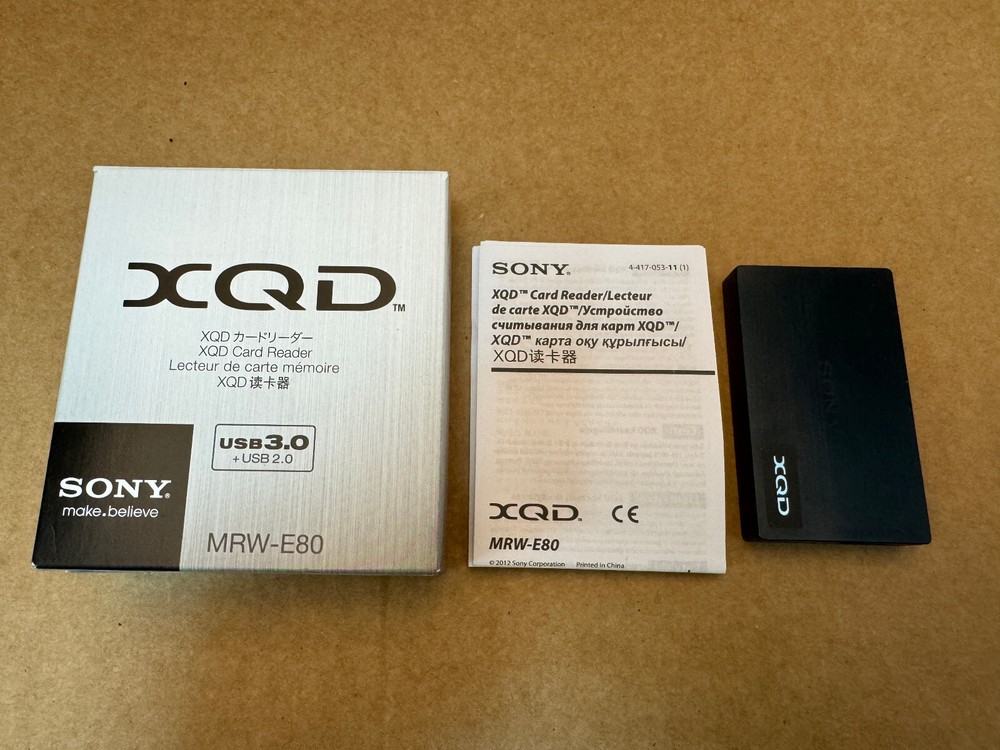 XQD™
XQD カードリーダー
XQD Card Reader
Lecteur de carte mémoire
XQD 读卡器
USB3.0
+USB 2.0
SONY®
make.believe
MRW-E80
SONY®
4-417-053-11 (1)
XQD™ Card Reader/Lecteur
de carte XQD™/Устройство
считывания для карт XQD™/
XQD™ карта оқу құрылғысы/
XQD读卡器
XQD™ CE
MRW-E80
© 2012 Sony Corporation Printed in China
SONY
XQD